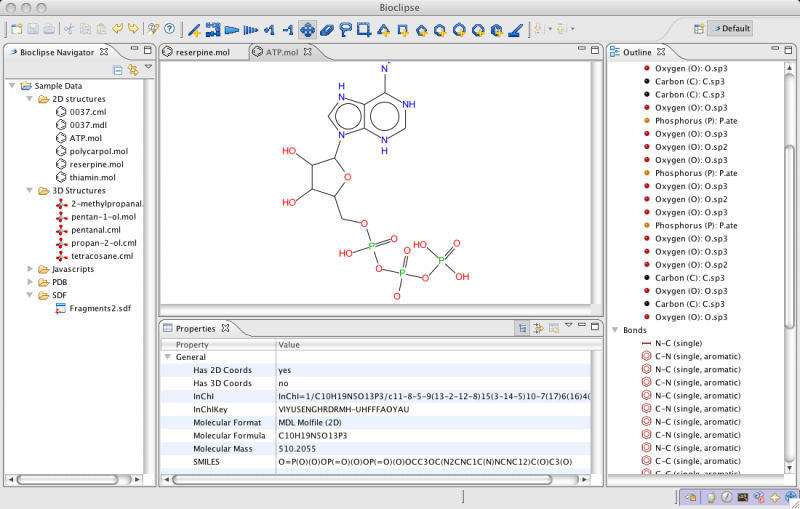 Bioclipse
Default
Bioclipse Navigator
Sample Data
2D structures
0037.cml
0037.mdl
ATP.mol
polycarpol.mol
reserpine.mol
thiamin.mol
3D Structures
2-methylpropanal.
pentan-1-ol.mol
pentanal.cml
propan-2-ol.cml
tetracosane.cml
Javascripts
PDB
SDF
Fragments2.sdf
reserpine.mol
ATP.mol
N
H
N
NH
N
N
H
HO
O
HO
O
HO
P
O
O
O
P
O
O
HO
P
O
OH
Properties
Property Value
General
Has 2D Coords yes
Has 3D Coords no
InChI InChI=1/C10H19N5O13P3/c11-8-5-9(13-2-12-8)15(3-14-5)10-7(17)6(16)4(
InChIKey VIYUSENGHRDRMH-UHFFFAOYAU
Molecular Format MDL Molfile (2D)
Molecular Formula C10H19N5O13P3
Molecular Mass 510.2055
SMILES O=P(O)(O)OP(=O)(O)OP(=O)(O)OCC3OC(N2CNC1C(N)NCNC12)C(O)C3(O)
Outline
Oxygen (O): O.sp3
Carbon (C): C.sp3
Carbon (C): C.sp3
Oxygen (O): O.sp3
Phosphorus (P): P.ate
Oxygen (O): O.sp3
Oxygen (O): O.sp2
Oxygen (O): O.sp3
Phosphorus (P): P.ate
Oxygen (O): O.sp3
Oxygen (O): O.sp2
Oxygen (O): O.sp3
Phosphorus (P): P.ate
Oxygen (O): O.sp3
Oxygen (O): O.sp3
Oxygen (O): O.sp2
Carbon (C): C.sp3
Oxygen (O): O.sp3
Carbon (C): C.sp3
Oxygen (O): O.sp3
Bonds
N-C (single)
C-N (single, aromatic)
N-C (single, aromatic)
C-N (single, aromatic)
N-C (single, aromatic)
C-N (single, aromatic)
C-N (single, aromatic)
N-C (single, aromatic)
C-C (single, aromatic)
C-N (single, aromatic)